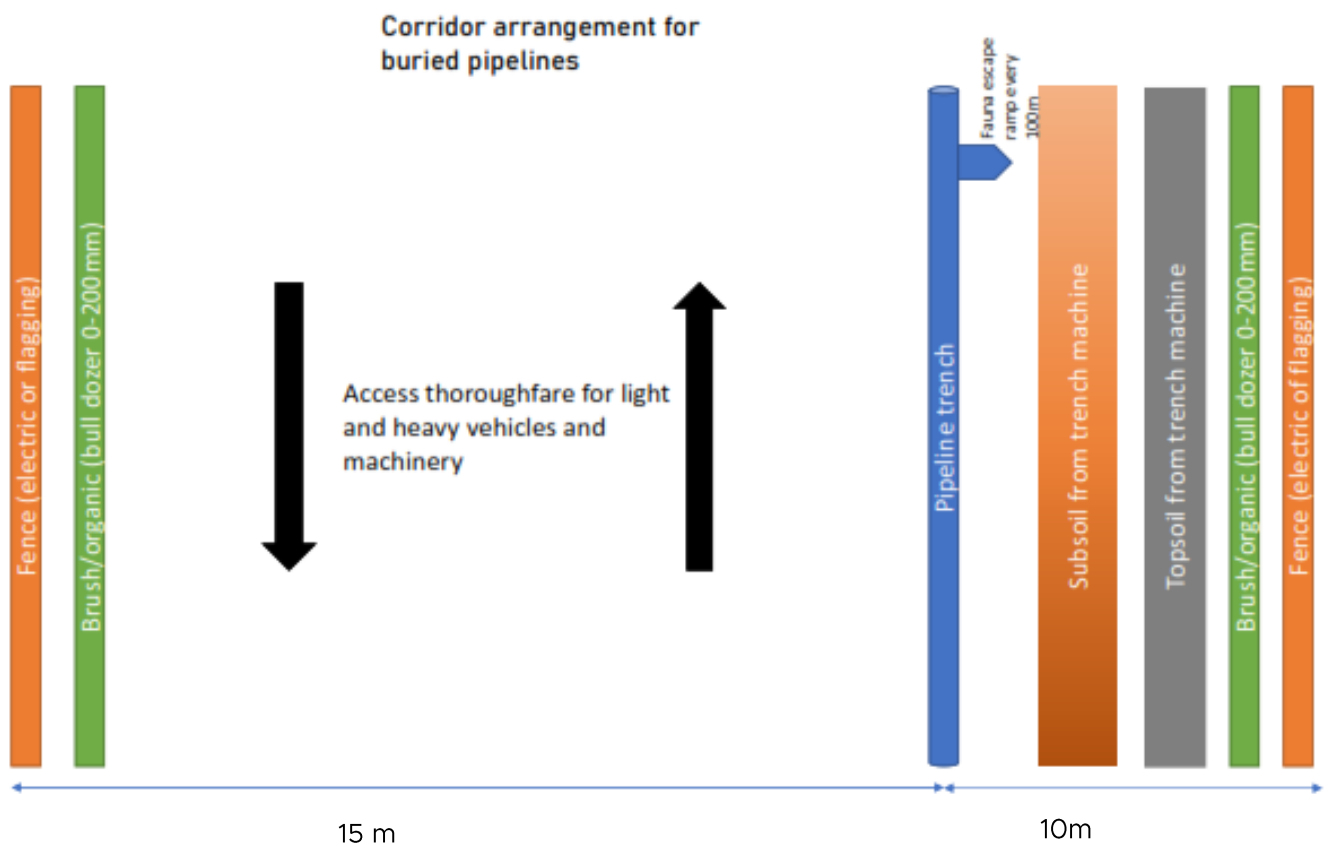 Corridor arrangement for
buried pipelines
Fence (electric or flagging)
Brush/organic (bull dozer 0-200mm)
Access thoroughfare for light
and heavy vehicles and
machinery
Pipeline trench
Fauna escape
ramp every
100m
Subsoil from trench machine
Topsoil from trench machine
Brush/organic (bull dozer 0-200mm)
Fence (electric of flagging)
15 m
10m